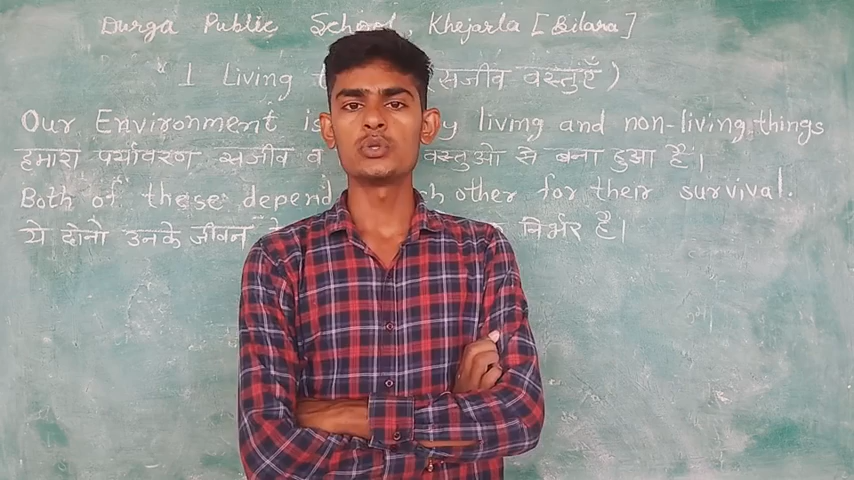 Durga Public School, Khejarla [Bilara]
1 Living सजीव वस्तुएँ)
Our Environment is y living and non-living things
हमारा पर्यावरण सजीव व वस्तुओ से बना हुआ है।
Both of these depend ch other for their survival.
ये दोनो उनके जीवन निर्भर है।